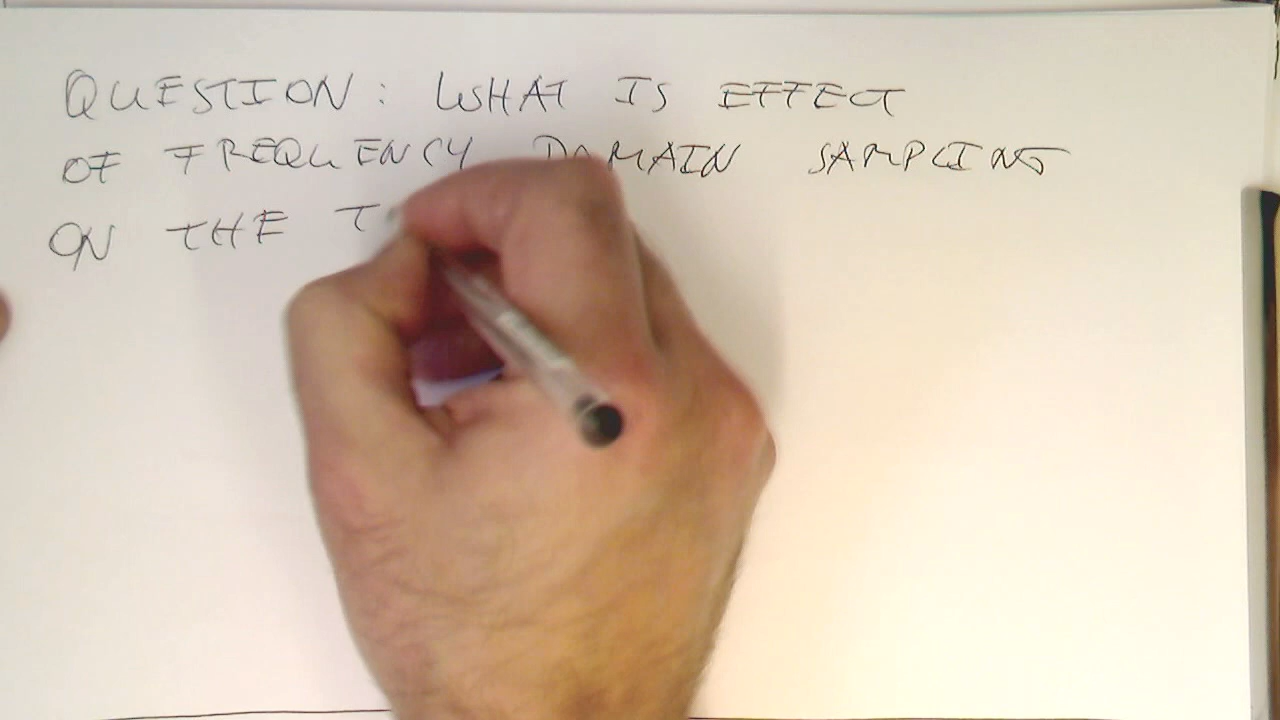 QUESTION: WHAT IS EFFECT
OF FREQUENCY DOMAIN SAMPLING
ON THE T